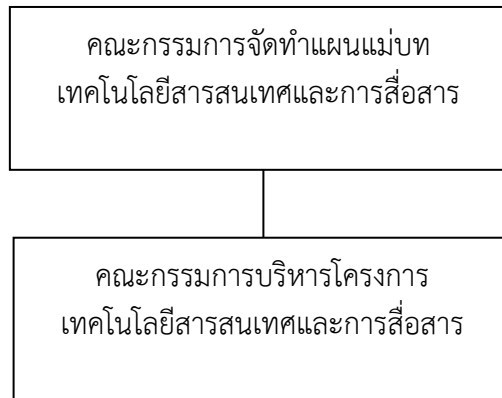 คณะกรรมการจัดทำแผนแม่บท
เทคโนโลยีสารสนเทศและการสื่อสาร
คณะกรรมการบริหารโครงการ
เทคโนโลยีสารสนเทศและการสื่อสาร